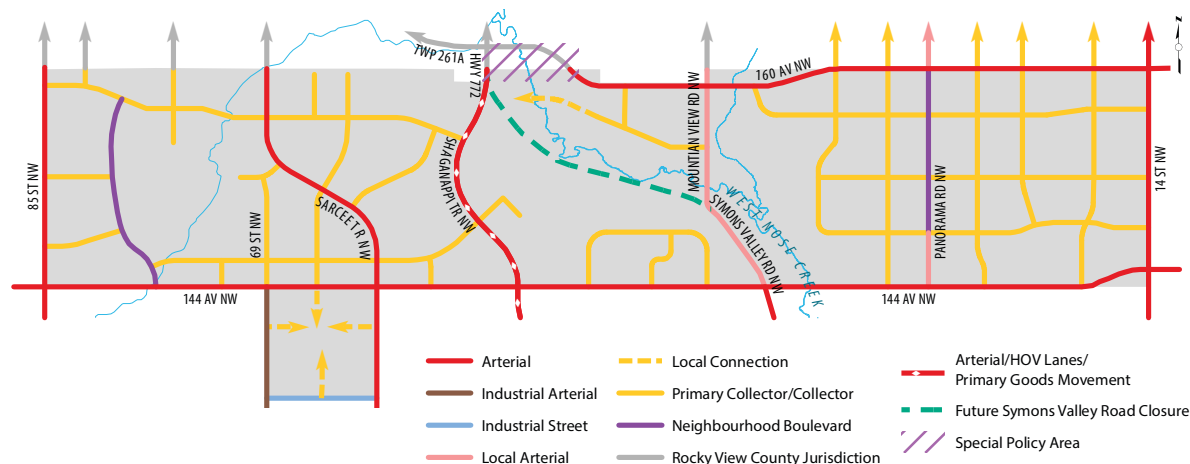 N
TWP 261A
HWY 772
160 AV NW
MOUNTIAN VIEW RD NW
85 ST NW
SHAGANAPPI TR NW
SARCEE TR NW
69 ST NW
WEST NOSE CREEK
SYMONS VALLEY RD NW
PANORAMA RD NW
14 ST NW
144 AV NW
144 AV NW
Arterial
Industrial Arterial
Industrial Street
Local Arterial
Local Connection
Primary Collector/Collector
Neighbourhood Boulevard
Rocky View County Jurisdiction
Arterial/HOV Lanes/
Primary Goods Movement
Future Symons Valley Road Closure
Special Policy Area